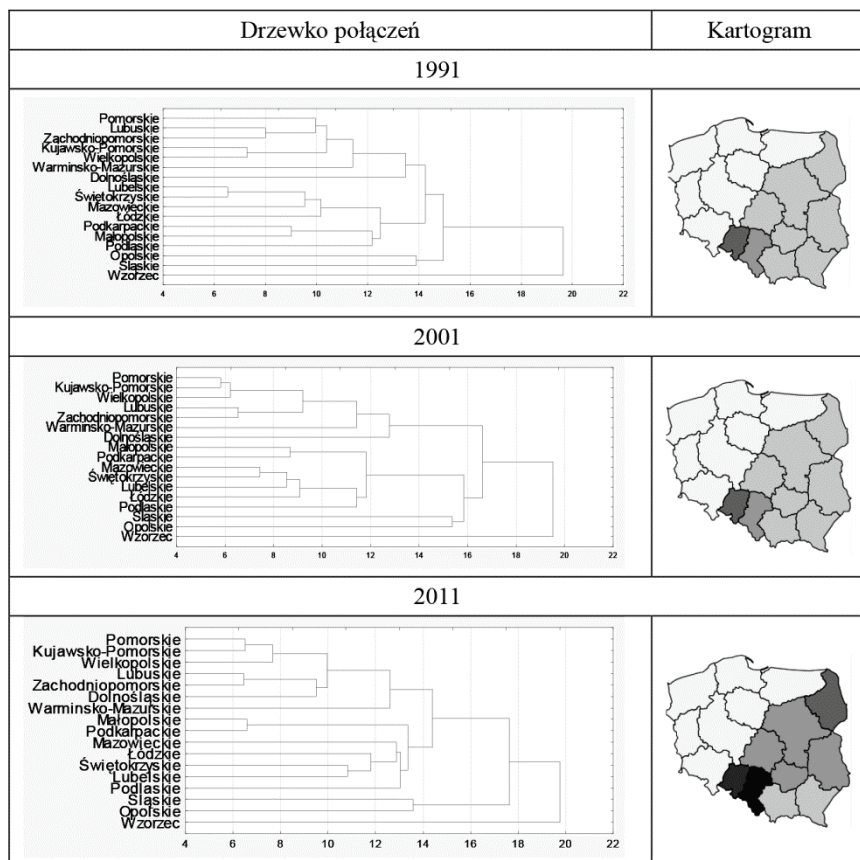 Drzewko połączeń Kartogram
1991
Pomorskie
Lubuskie
Zachodniopomorskie
Kujawsko-Pomorskie
Wielkopolskie
Warminsko-Mazurskie
Dolnośląskie
Lubelskie
Świętokrzyskie
Mazowieckie
Łódzkie
Podkarpackie
Małopolskie
Podlaskie
Opolskie
Śląskie
Wzorzec
4 6 8 10 12 14 16 18 20 22
2001
Pomorskie
Kujawsko-Pomorskie
Wielkopolskie
Lubuskie
Zachodniopomorskie
Warminsko-Mazurskie
Dolnośląskie
Małopolskie
Podkarpackie
Mazowieckie
Świętokrzyskie
Lubelskie
Łódzkie
Podlaskie
Śląskie
Opolskie
Wzorzec
4 6 8 10 12 14 16 18 20 22
2011
Pomorskie
Kujawsko-Pomorskie
Wielkopolskie
Lubuskie
Zachodniopomorskie
Dolnośląskie
Warminsko-Mazurskie
Małopolskie
Podkarpackie
Mazowieckie
Łódzkie
Świętokrzyskie
Lubelskie
Podlaskie
Śląskie
Opolskie
Wzorzec
4 6 8 10 12 14 16 18 20 22